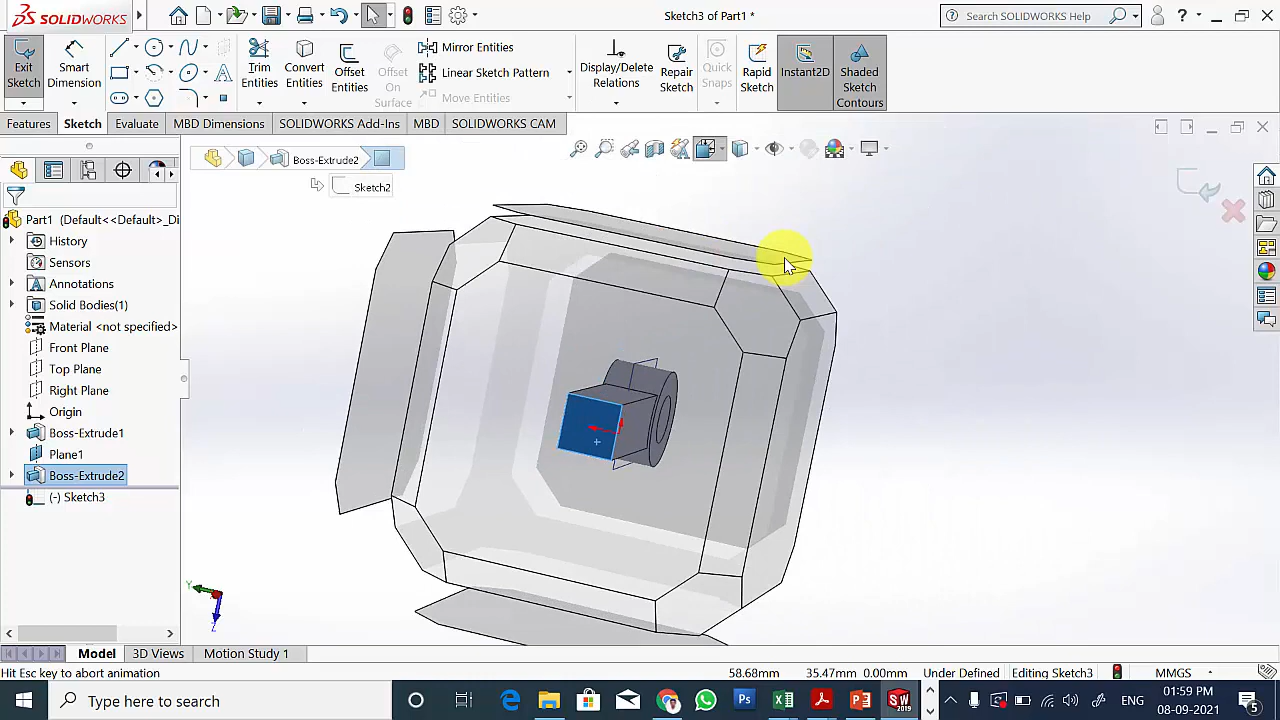 SOLIDWORKS
Sketch3 of Part1 *
Search SOLIDWORKS Help
Exit Sketch
Smart Dimension
Trim Entities
Convert Entities
Offset Entities
Offset On Surface
Mirror Entities
Linear Sketch Pattern
Move Entities
Display/Delete Relations
Repair Sketch
Quick Snaps
Rapid Sketch
Instant2D
Shaded Sketch Contours
Features
Sketch
Evaluate
MBD Dimensions
SOLIDWORKS Add-Ins
MBD
SOLIDWORKS CAM
Boss-Extrude2
Sketch2
Part1 (Default<<Default>_Di
History
Sensors
Annotations
Solid Bodies(1)
Material <not specified>
Front Plane
Top Plane
Right Plane
Origin
Boss-Extrude1
Plane1
Boss-Extrude2
(-) Sketch3
Y
Z
Model
3D Views
Motion Study 1
Hit Esc key to abort animation
58.68mm
35.47mm
0.00mm
Under Defined
Editing Sketch3
MMGS
Type here to search
ENG
01:59 PM
08-09-2021